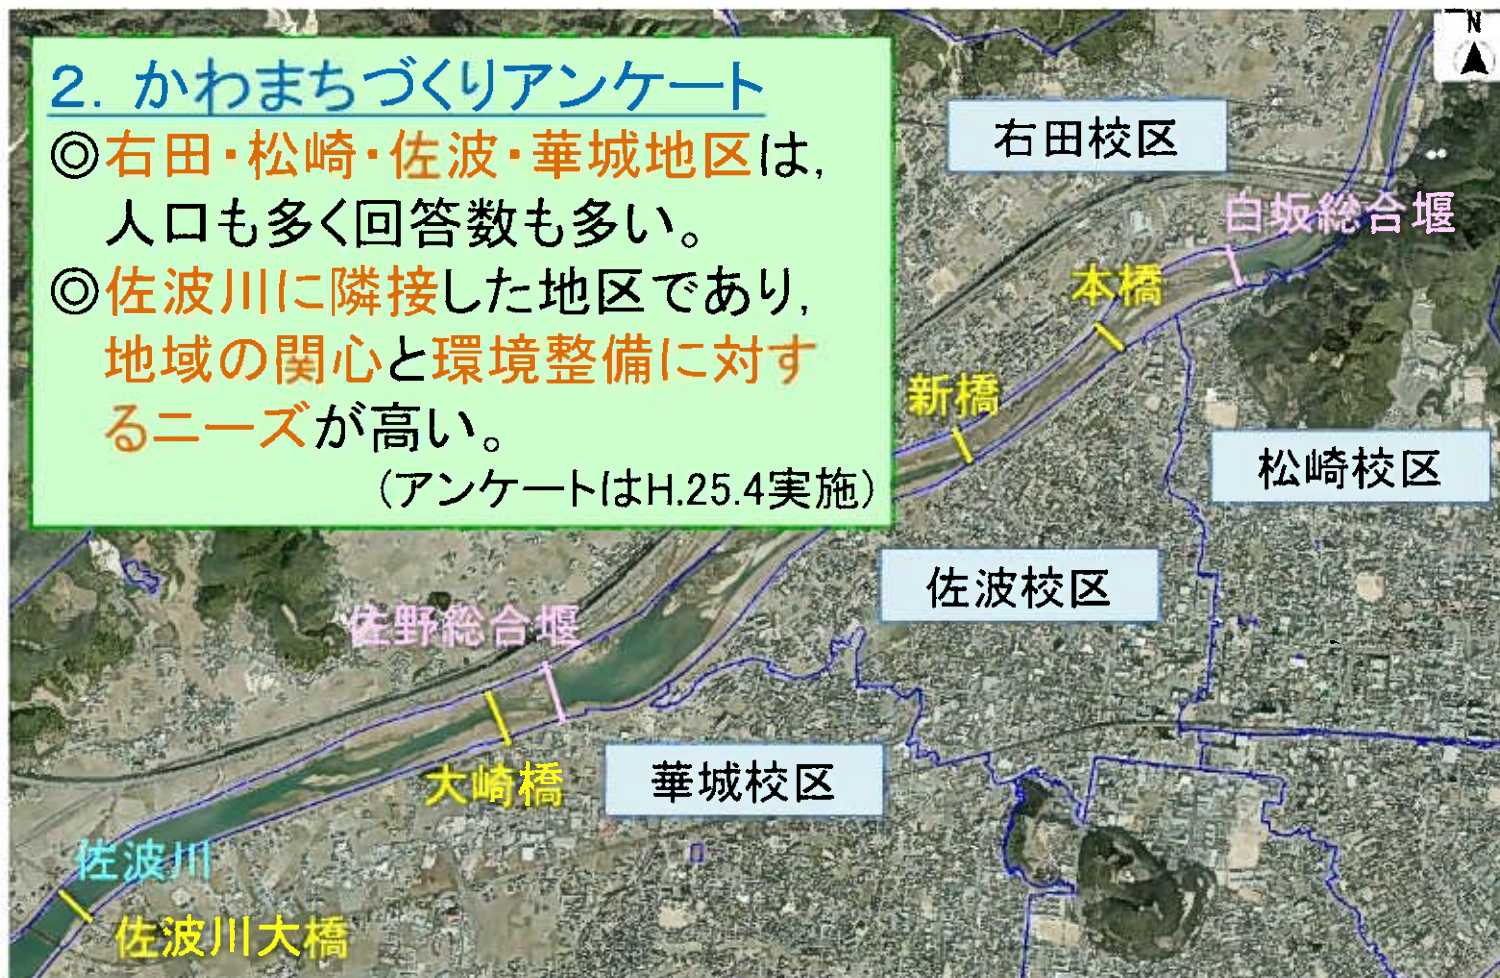 N
2. かわまちづくりアンケート
◎右田・松崎・佐波・華城地区は,
人口も多く回答数も多い。
◎佐波川に隣接した地区であり,
地域の関心と環境整備に対す
るニーズが高い。
(アンケートはH.25.4実施)
右田校区
白坂総合堰
本橋
新橋
松崎校区
佐波校区
佐野総合堰
大崎橋
華城校区
佐波川
佐波川大橋